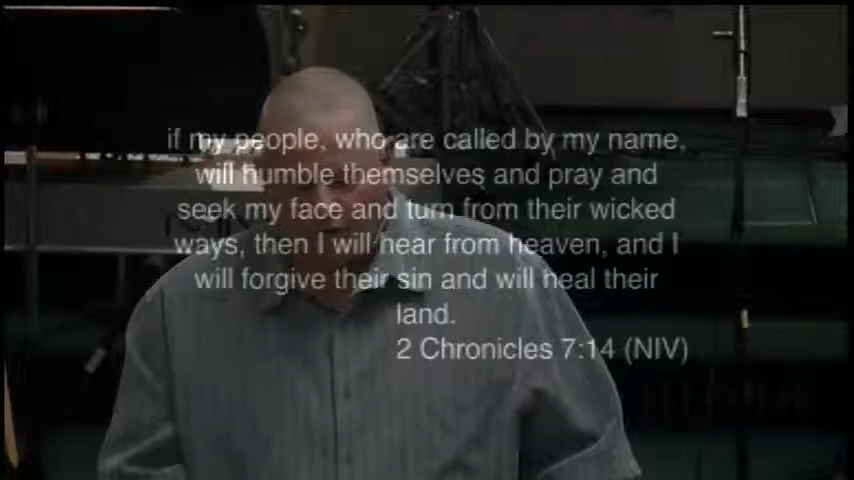 if my people, who are called by my name,
will humble themselves and pray and
seek my face and turn from their wicked
ways, then I will hear from heaven, and I
will forgive their sin and will heal their
land.
2 Chronicles 7:14 (NIV)